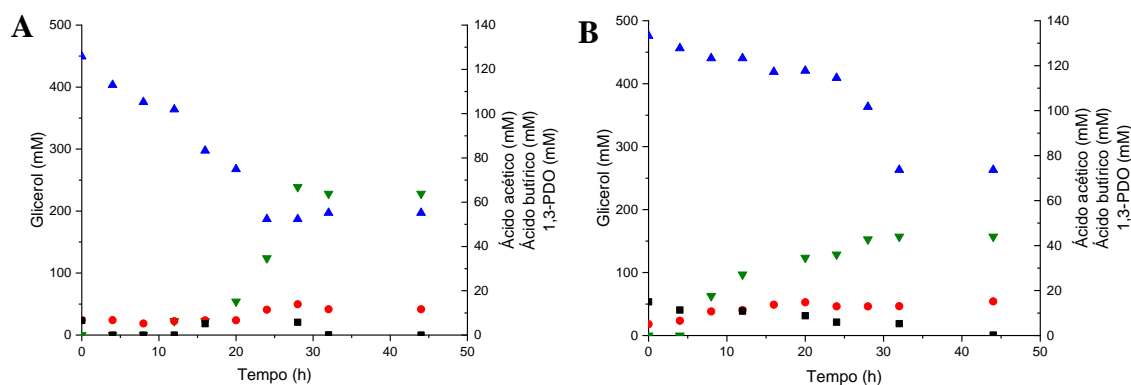 A
500
400
300
200
100
0
Glicerol (mM)
140
120
100
80
60
40
20
0
Ácido acético (mM)
Ácido butírico (mM)
1,3-PDO (mM)
0 10 20 30 40 50
Tempo (h)
B
500
400
300
200
100
0
Glicerol (mM)
140
120
100
80
60
40
20
0
Ácido acético (mM)
Ácido butírico (mM)
1,3-PDO (mM)
0 10 20 30 40 50
Tempo (h)